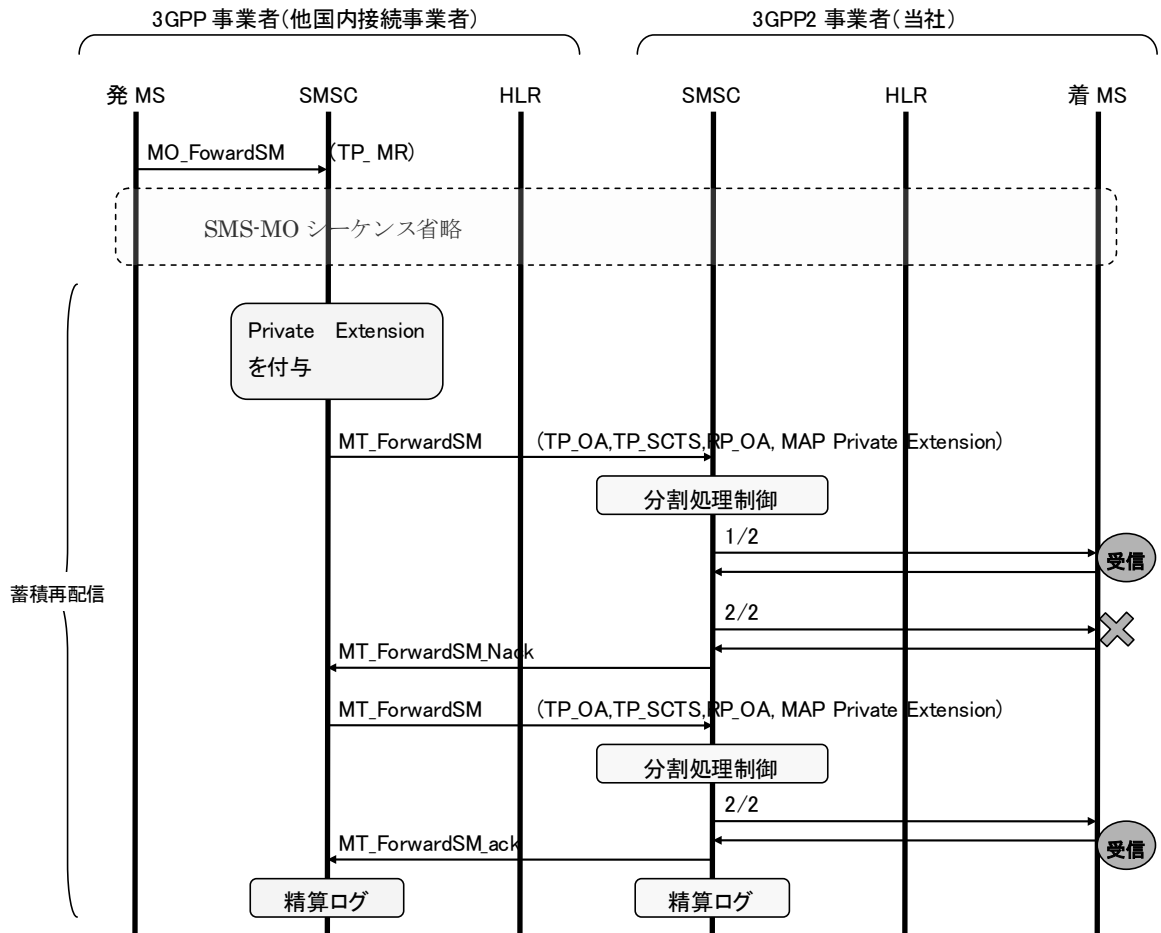 3GPP 事業者(他国内接続事業者)
3GPP2 事業者(当社)
発 MS
SMSC
HLR
SMSC
HLR
着 MS
MO_FowardSM (TP_ MR)
SMS-MO シーケンス省略
Private Extension
を付与
MT_ForwardSM (TP_OA,TP_SCTS,RP_OA, MAP Private Extension)
分割処理制御
1/2
受信
蓄積再配信
2/2
MT_ForwardSM_Nack
MT_ForwardSM (TP_OA,TP_SCTS,RP_OA, MAP Private Extension)
分割処理制御
2/2
MT_ForwardSM_ack
受信
精算ログ
精算ログ